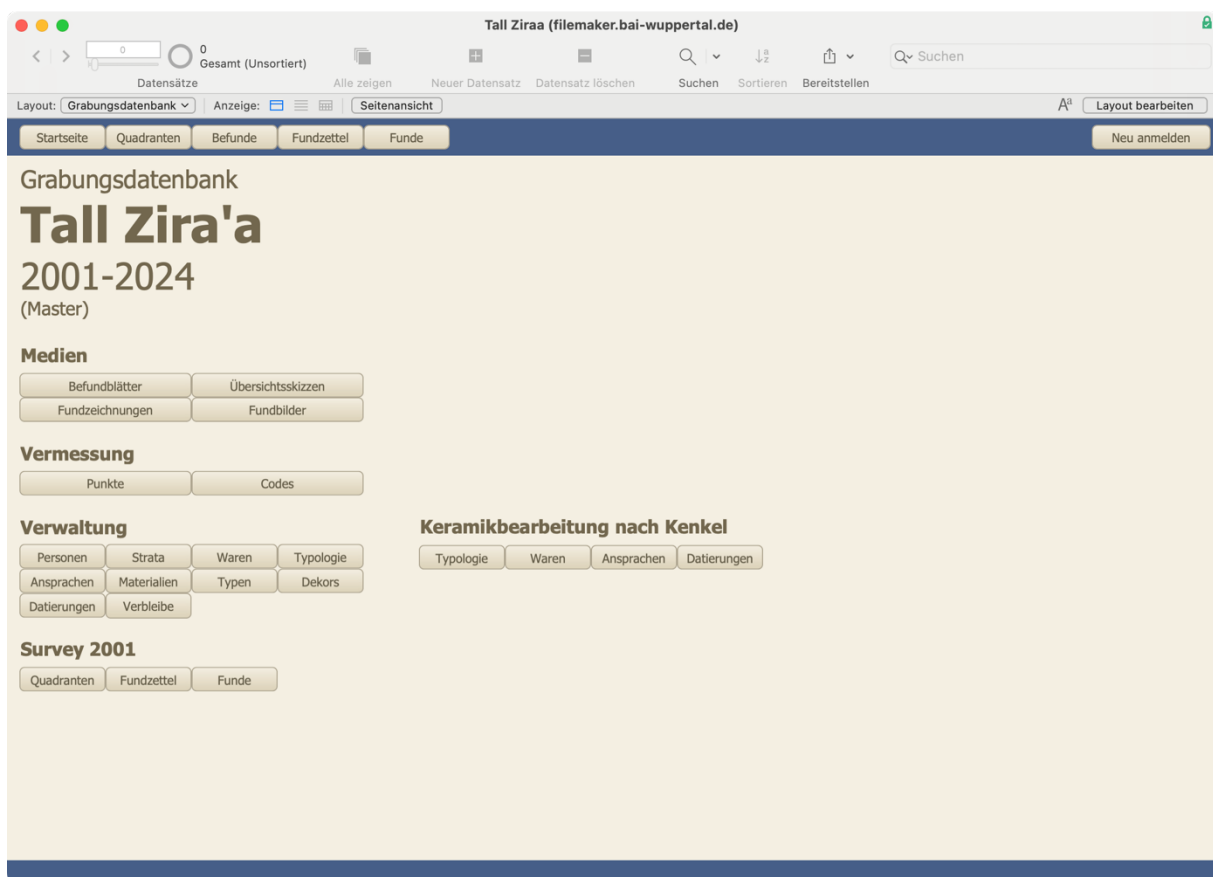 Tall Ziraa (filemaker.bai-wuppertal.de)
0
0
Gesamt (Unsortiert)
Datensätze
Alle zeigen
Neuer Datensatz
Datensatz löschen
Suchen
Sortieren
Bereitstellen
Suchen
Layout: Grabungsdatenbank
Anzeige:
Seitenansicht
Layout bearbeiten
Startseite Quadranten Befunde Fundzettel Funde Neu anmelden
Grabungsdatenbank
Tall Zira'a
2001-2024
(Master)
Medien
Befundblätter Übersichtsskizzen
Fundzeichnungen Fundbilder
Vermessung
Punkte Codes
Verwaltung
Personen Strata Waren Typologie
Ansprachen Materialien Typen Dekors
Datierungen Verbleibe
Keramikbearbeitung nach Kenkel
Typologie Waren Ansprachen Datierungen
Survey 2001
Quadranten Fundzettel Funde